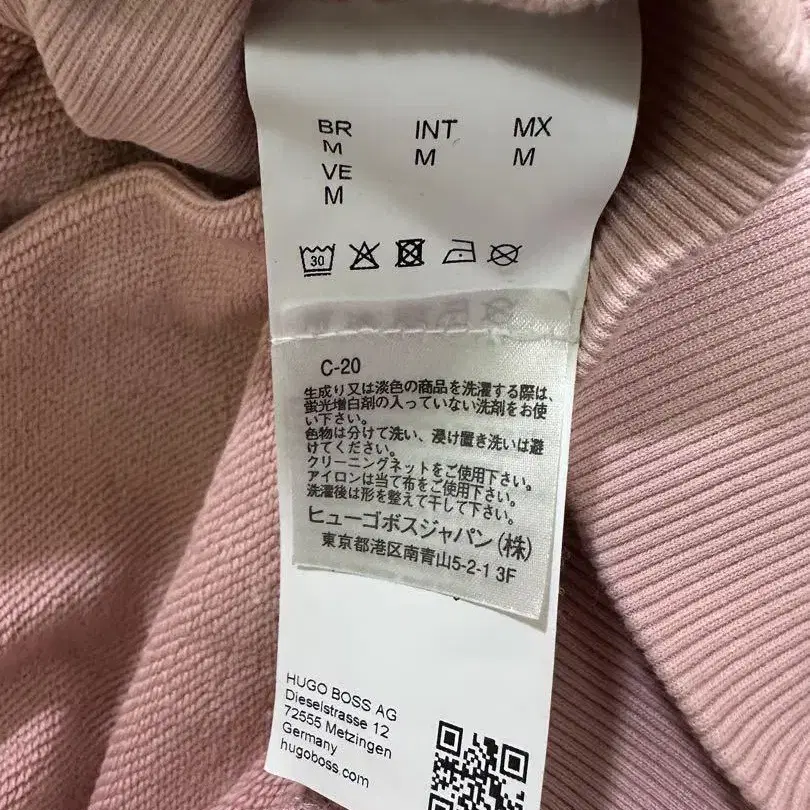 BR INT MX
M M M
VE
M
30
C-20
生成り又は淡色の商品を洗濯する際は、
蛍光増白剤の入っていない洗剤をお使
い下さい。
色物は分けて洗い、浸け置き洗いは避
けてください。
クリーニングネットをご使用下さい。
アイロンは当て布をご使用下さい。
洗濯後は形を整えて干して下さい。
ヒューゴボスジャパン(株)
東京都港区南青山5-2-1 3F
HUGO BOSS AG
Dieselstrasse 12
72555 Metzingen
Germany
hugoboss.com